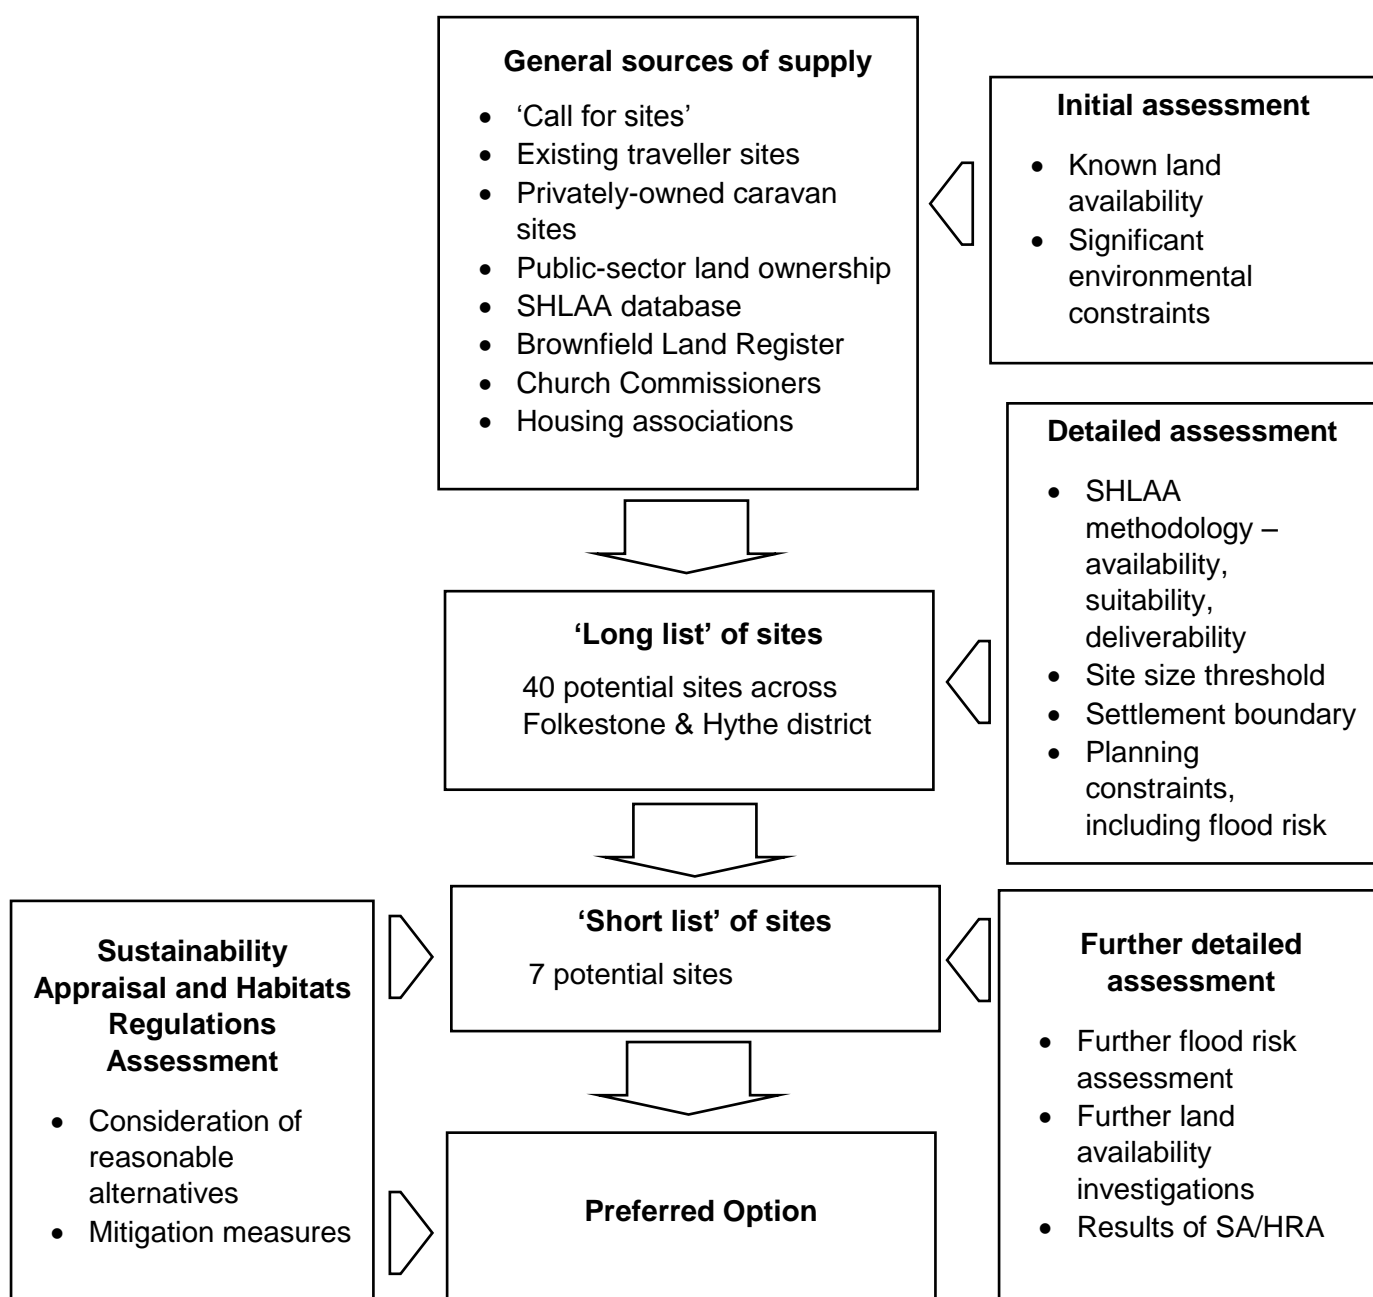 General sources of supply
• ‘Call for sites’
• Existing traveller sites
• Privately-owned caravan
sites
• Public-sector land ownership
• SHLAA database
• Brownfield Land Register
• Church Commissioners
• Housing associations
Initial assessment
• Known land
availability
• Significant
environmental
constraints
Detailed assessment
• SHLAA
methodology –
availability,
suitability,
deliverability
• Site size threshold
• Settlement boundary
• Planning
constraints,
including flood risk
‘Long list’ of sites
40 potential sites across
Folkestone & Hythe district
‘Short list’ of sites
7 potential sites
Sustainability
Appraisal and Habitats
Regulations
Assessment
• Consideration of
reasonable
alternatives
• Mitigation measures
Further detailed
assessment
• Further flood risk
assessment
• Further land
availability
investigations
• Results of SA/HRA
Preferred Option